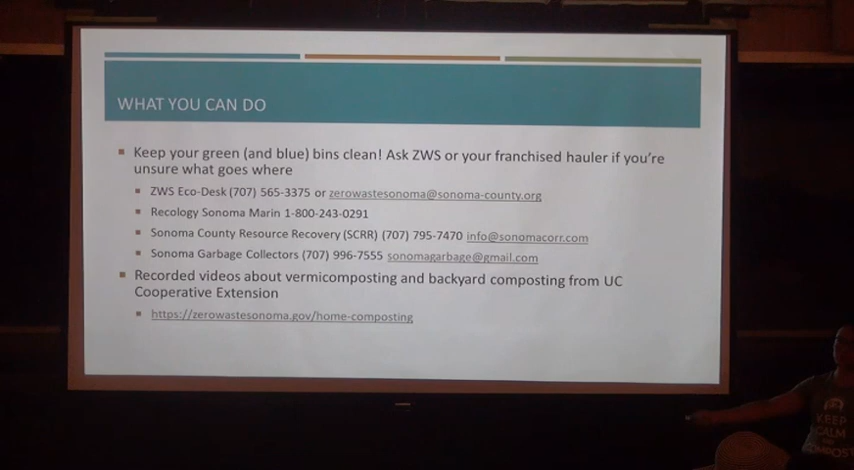 WHAT YOU CAN DO
Keep your green (and blue) bins clean! Ask ZWS or your franchised hauler if you're
unsure what goes where
ZWS Eco-Desk (707) 565-3375 or zerowastesonoma@sonoma-county.org
Recology Sonoma Marin 1-800-243-0291
Sonoma County Resource Recovery (SCRR) (707) 795-7470 info@sonomacorr.com
Sonoma Garbage Collectors (707) 996-7555 sonomagarbage@gmail.com
Recorded videos about vermicomposting and backyard composting from UC
Cooperative Extension
https://zerowastesonoma.gov/home-composting
KEEP
CALM
COMPOST